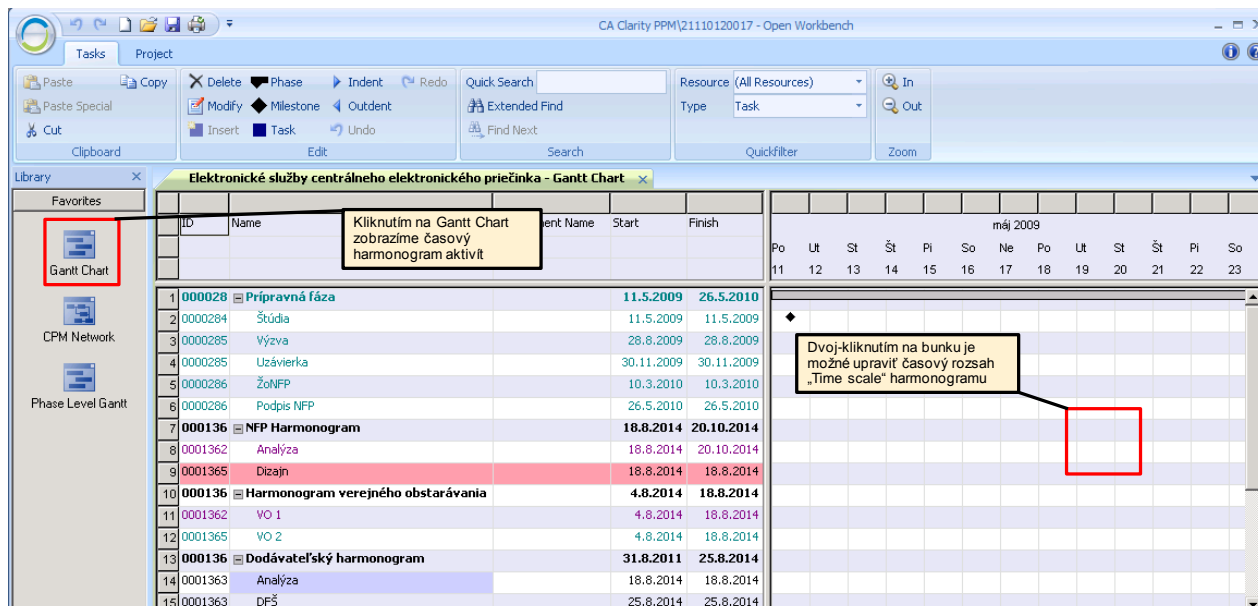 CA Clarity PPM\21110120017 - Open Workbench
Tasks Project
Paste Copy Delete Phase Indent Redo Quick Search Resource (All Resources) In
Paste Special Modify Milestone Outdent Extended Find Type Task Out
Cut Insert Task Undo Find Next
Clipboard Edit Search Quickfilter Zoom
Library
Elektronické služby centrálneho elektronického priečinka - Gantt Chart
Favorites
Gantt Chart
CPM Network
Phase Level Gantt
Kliknutím na Gantt Chart
zobrazíme časový
harmonogram aktivít
ID Name Name Start Finish máj 2009
Po Ut St Št Pi So Ne Po Ut St Št Pi So
11 12 13 14 15 16 17 18 19 20 21 22 23
1 000028 Prípravná fáza 11.5.2009 26.5.2010
2 0000284 Štúdia 11.5.2009 11.5.2009
3 0000285 Výzva 28.8.2009 28.8.2009
4 0000285 Uzávierka 30.11.2009 30.11.2009
5 0000286 ŽoNFP 10.3.2010 10.3.2010
6 0000286 Podpis NFP 26.5.2010 26.5.2010
7 000136 NFP Harmonogram 18.8.2014 20.10.2014
8 0001362 Analýza 18.8.2014 20.10.2014
9 0001365 Dizajn 18.8.2014 18.8.2014
10 000136 Harmonogram verejného obstarávania 4.8.2014 18.8.2014
11 0001362 VO 1 4.8.2014 18.8.2014
12 0001365 VO 2 4.8.2014 18.8.2014
13 000136 Dodávateľský harmonogram 31.8.2011 25.8.2014
14 0001363 Analýza 18.8.2014 18.8.2014
15 0001363 DFŠ 25.8.2014 25.8.2014
Dvoj-kliknutím na bunku je
možné upraviť časový rozsah
„Time scale“ harmonogramu